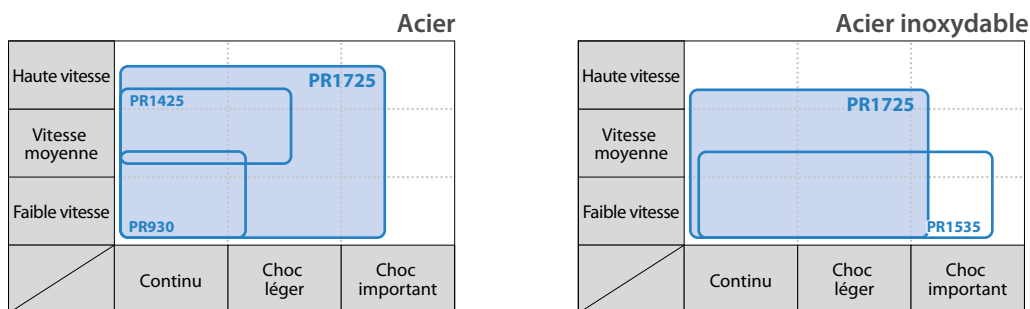 Acier
Haute vitesse
PR1725
PR1425
Vitesse
moyenne
Faible vitesse
PR930
Continu
Choc
léger
Choc
important
Acier inoxydable
Haute vitesse
PR1725
Vitesse
moyenne
Faible vitesse
PR1535
Continu
Choc
léger
Choc
important